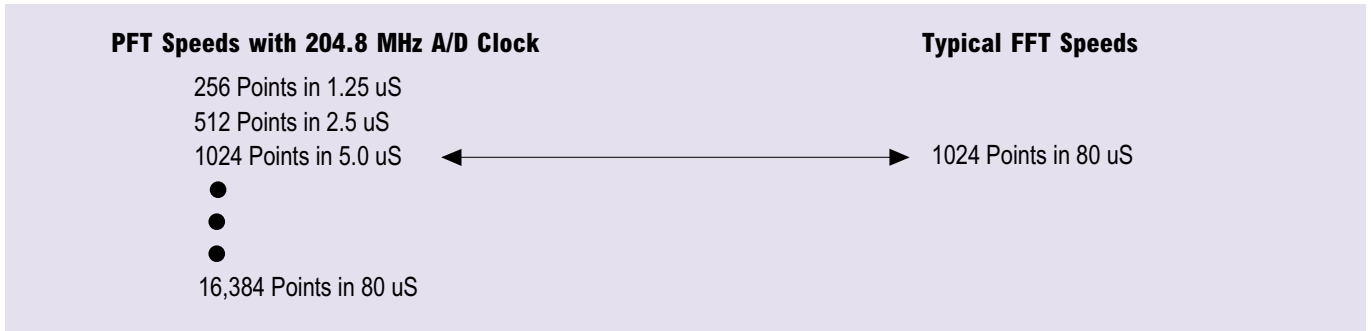 PFT Speeds with 204.8 MHz A/D Clock
256 Points in 1.25 uS
512 Points in 2.5 uS
1024 Points in 5.0 uS
16,384 Points in 80 uS
Typical FFT Speeds
1024 Points in 80 uS